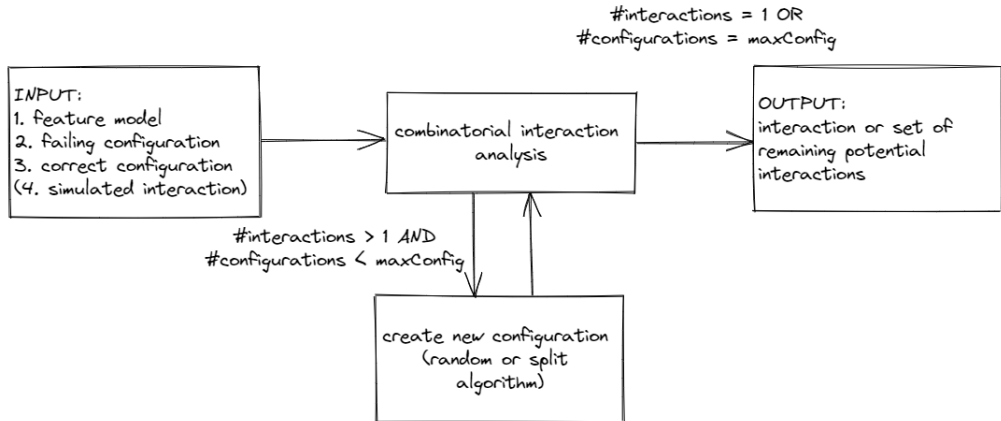 #interactions = 1 OR
#configurations = maxConfig
INPUT:
1. feature model
2. failing configuration
3. correct configuration
(4. simulated interaction)
combinatorial interaction
analysis
OUTPUT:
interaction or set of
remaining potential
interactions
#interactions > 1 AND
#configurations < maxConfig
create new configuration
(random or split
algorithm)